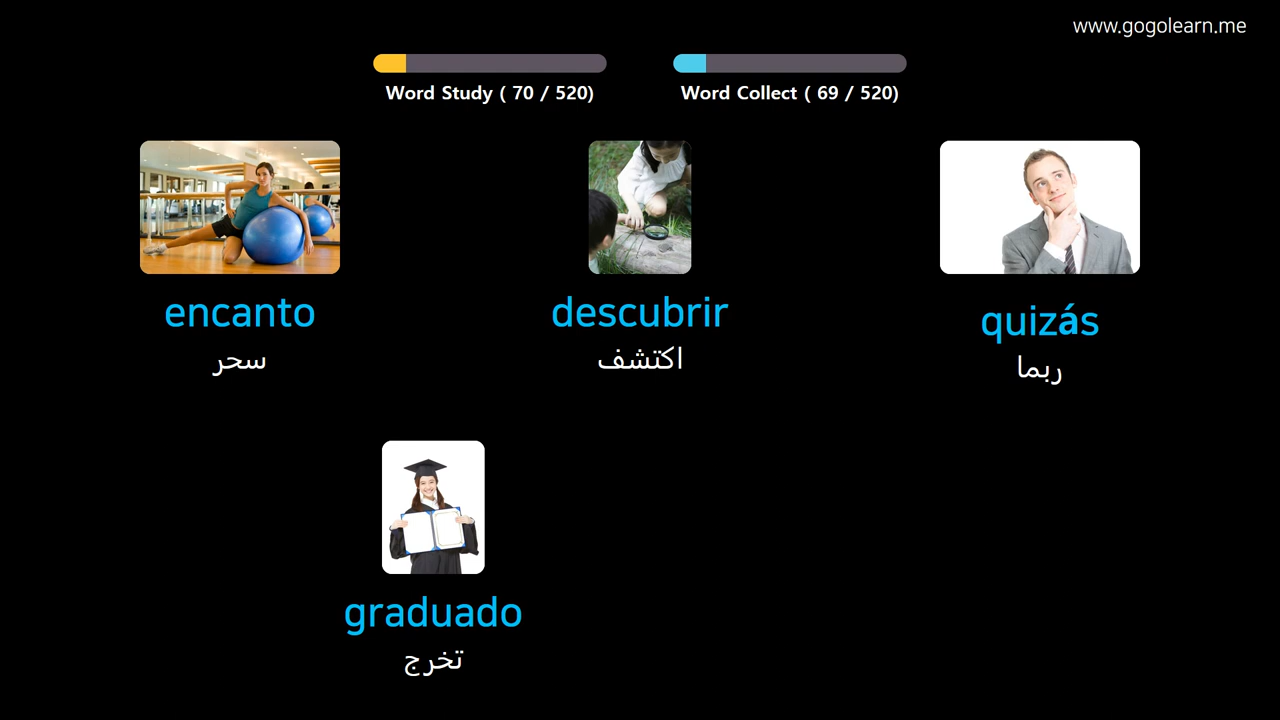 www.gogolearn.me
Word Study ( 70 / 520)
Word Collect ( 69 / 520)
encanto
سحر
descubrir
اكتشف
quizás
ربما
graduado
تخرج